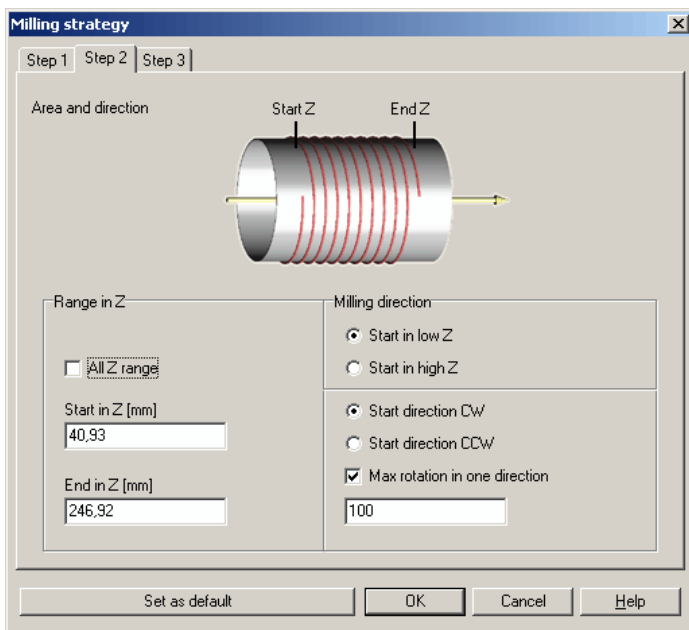 Milling strategy
Step 1 Step 2 Step 3
Area and direction
Start Z End Z
Range in Z
All Z range
Start in Z [mm]
40,93
End in Z [mm]
246,92
Milling direction
Start in low Z
Start in high Z
Start direction CW
Start direction CCW
Max rotation in one direction
100
Set as default OK Cancel Help